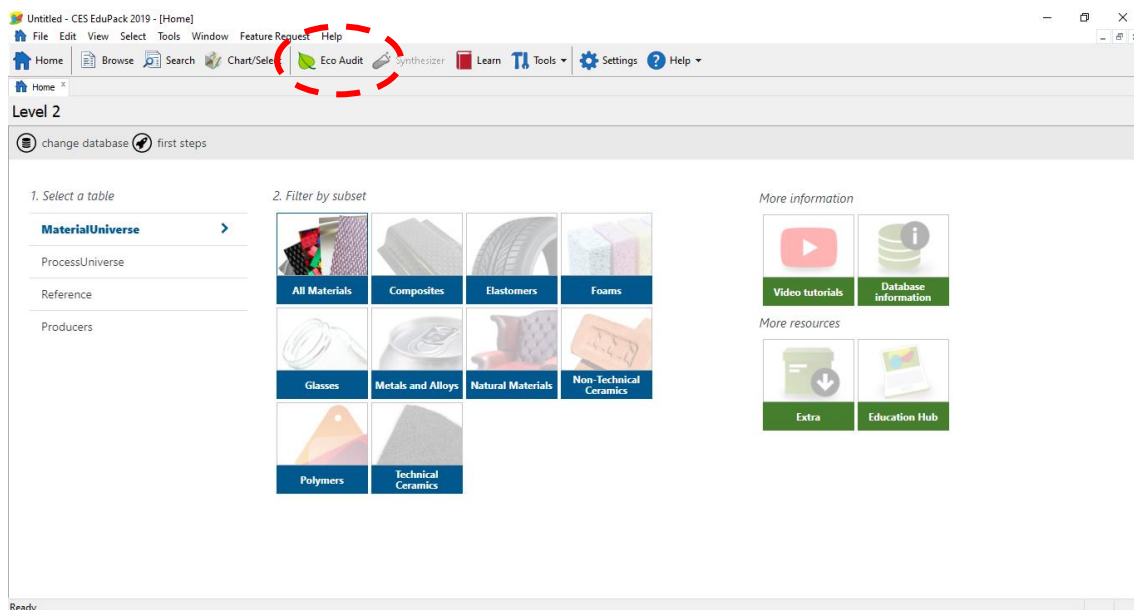 Untitled - CES EduPack 2019 - [Home]
File Edit View Select Tools Window Feature Request Help
Home Browse Search Chart/Select Eco Audit Synthesizer Learn Tools Settings Help
Home x
Level 2
change database first steps
1. Select a table
MaterialUniverse
ProcessUniverse
Reference
Producers
2. Filter by subset
All Materials Composites Elastomers Foams
Glasses Metals and Alloys Natural Materials Non-Technical
Ceramics
Polymers Technical
Ceramics
More information
Video tutorials Database
information
More resources
Extra Education Hub
Ready